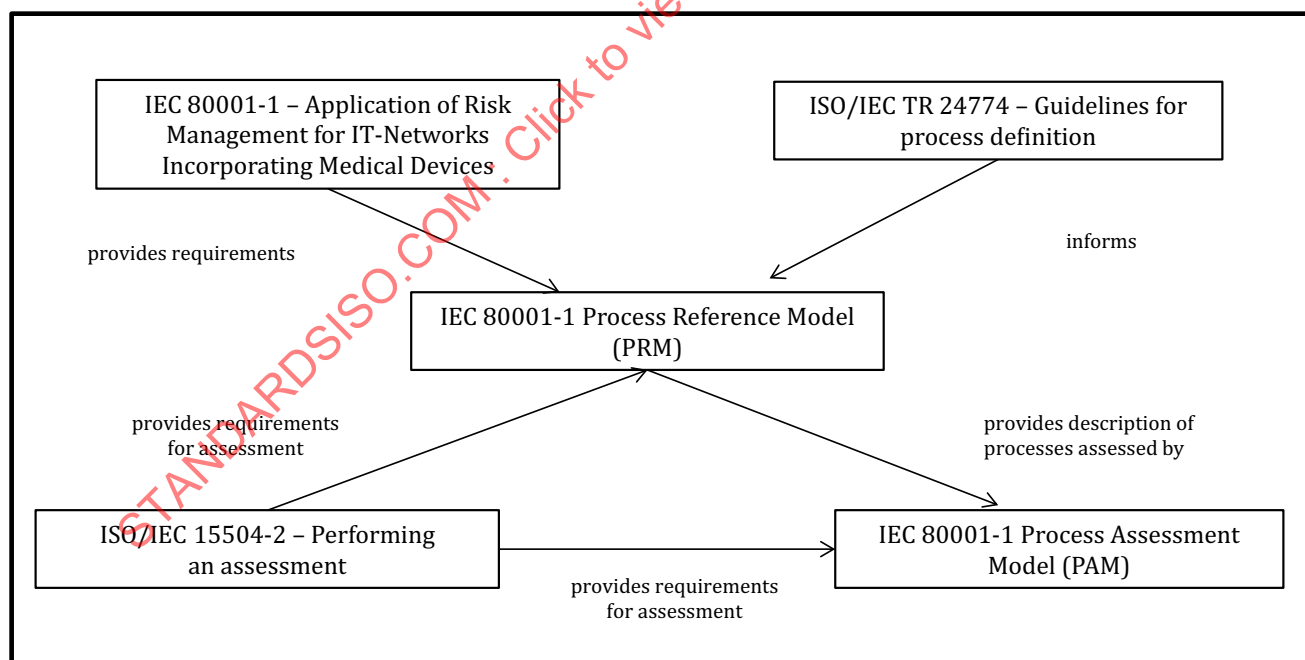 IEC 80001-1 – Application of Risk
Management for IT-Networks
Incorporating Medical Devices
ISO/IEC TR 24774 – Guidelines for
process definition
provides requirements
informs
IEC 80001-1 Process Reference Model
(PRM)
provides requirements
for assessment
provides description of
processes assessed by
ISO/IEC 15504-2 – Performing
an assessment
IEC 80001-1 Process Assessment
Model (PAM)
provides requirements
for assessment
STANDARDSISO.COM : Click to vie